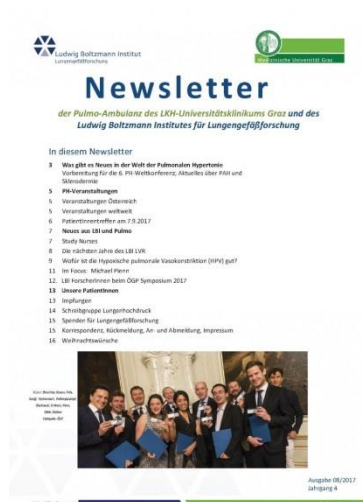 Ludwig Boltzmann Institut
Lungengefäßforschung
Medizinische Universität Graz
Newsletter
der Pulmo-Ambulanz des LKH-Universitätsklinikums Graz und des
Ludwig Boltzmann Institutes für Lungengefäßforschung
In diesem Newsletter
3 Was gibt es Neues in der Welt der Pulmonalen Hypertonie
Vorbereitung für die 6. PH-Weltkonferenz, Aktuelles über PAH und
Sklerodermie
5 PH-Veranstaltungen
5 Veranstaltungen Österreich
5 Veranstaltungen weltweit
6 PatientInnentreffen am 7.9.2017
7 Neues aus LBI und Pulmo
7 Study Nurses
8 Die nächsten Jahre des LBI LVR
9 Wofür ist die Hypoxische pulmonale Vasokonstriktion (HPV) gut?
11 Im Focus: Michael Pienn
12. LBI ForscherInnen beim ÖGP Symposium 2017
13 Unsere PatientInnen
13 Impfungen
14 Schreibgruppe Lungenhochdruck
15 Spenden für Lungengefäßforschung
15 Korrespondenz, Rückmeldung, An- und Abmeldung, Impressum
16 Weihnachtswünsche
Ausgabe 08/2017
Jahrgang 4